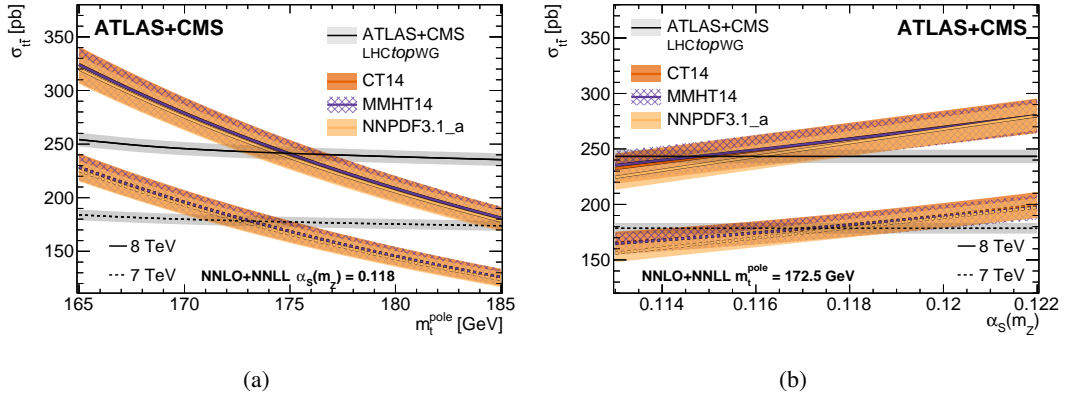 ATLAS+CMS
ATLAS+CMS
LHCtopWG
CT14
MMHT14
NNPDF3.1_a
8 TeV
7 TeV
NNLO+NNLL α_S(m_Z) = 0.118
σ_tt̄ [pb]
350
300
250
200
150
165 170 175 180 185
m_t^pole [GeV]
(a)
ATLAS+CMS
ATLAS+CMS
LHCtopWG
CT14
MMHT14
NNPDF3.1_a
8 TeV
7 TeV
NNLO+NNLL m_t^pole = 172.5 GeV
σ_tt̄ [pb]
350
300
250
200
150
0.114 0.116 0.118 0.12 0.122
α_S(m_Z)
(b)